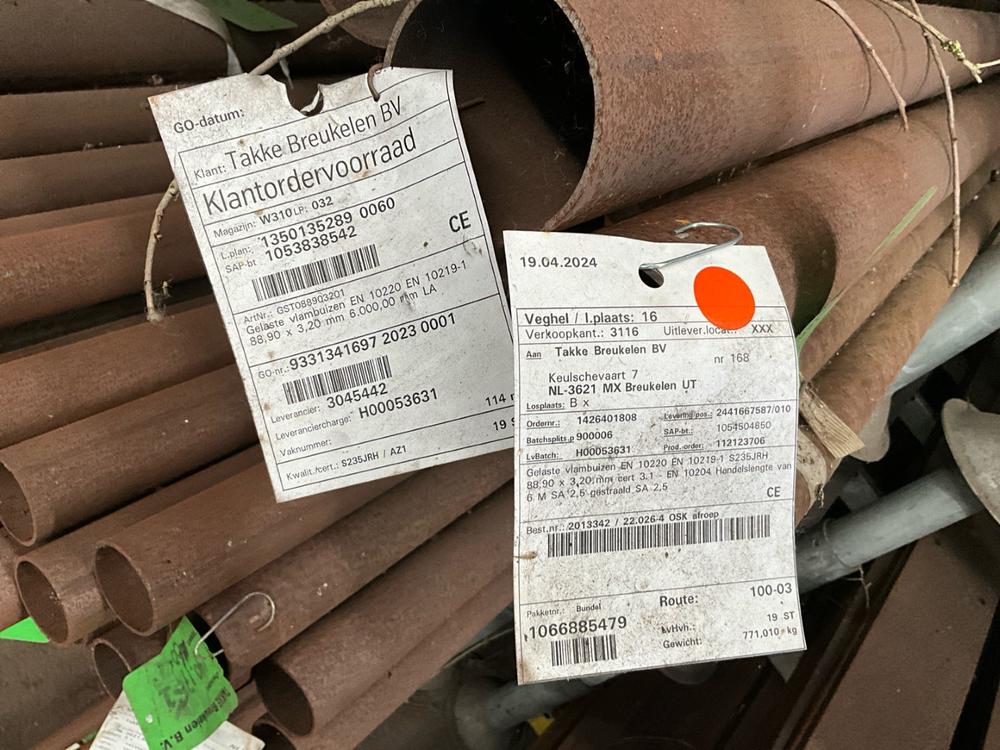 GO-datum:
Klant: Takke Breukelen BV
Klantordervoorraad
Magazijn: W310 LP: 032
L.plan: 1350135289 0060
SAP-bt 1053838542
CE
ArtNr.: GST088903201
Gelaste vlambuizen EN 10220 EN 10219-1
88,90 x 3,20 mm 6.000,00 mm LA
GO-nr.: 9331341697 2023 0001
Leverancier: 3045442
Leveranciercharge: H00053631
Vaknummer: 114
19
Kwalit./cert.: S235JRH / AZ1
19.04.2024
Veghel / l.plaats: 16
Verkoopkant.: 3116 Uitlever.locat.: XXX
Aan Takke Breukelen BV
nr 168
Keulschevaart 7
NL-3621 MX Breukelen UT
Losplaats: B x
Ordernr.: 1426401808 Levering/pos.: 2441667587/010
Batchsplits.p 900006 SAP-bt.: 1054504850
LvBatch.: H00053631 Prod.-order: 112123706
Gelaste vlambuizen EN 10220 EN 10219-1 S235JRH
88,90 x 3,20 mm cert 3.1 - EN 10204 Handelslengte van
6 M SA 2,5 gestraald SA 2,5
CE
Best.nr.: 2013342 / 22.026-4 OSK afroep
Pakketnr.: Bundel Route: 100-03
1066885479 LvHvh.: 19 ST
Gewicht: 771,010 kg